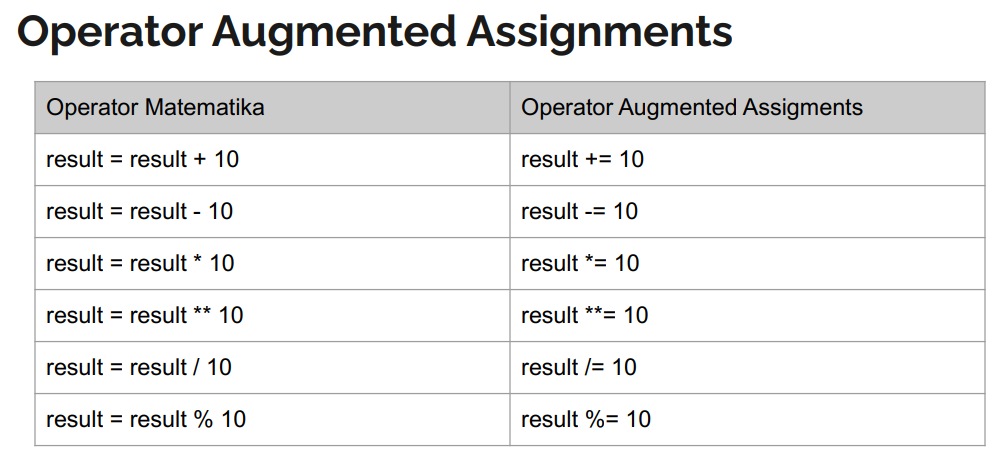 Operator Augmented Assignments
Operator Matematika Operator Augmented Assigments
result = result + 10 result += 10
result = result - 10 result -= 10
result = result * 10 result *= 10
result = result ** 10 result **= 10
result = result / 10 result /= 10
result = result % 10 result %= 10